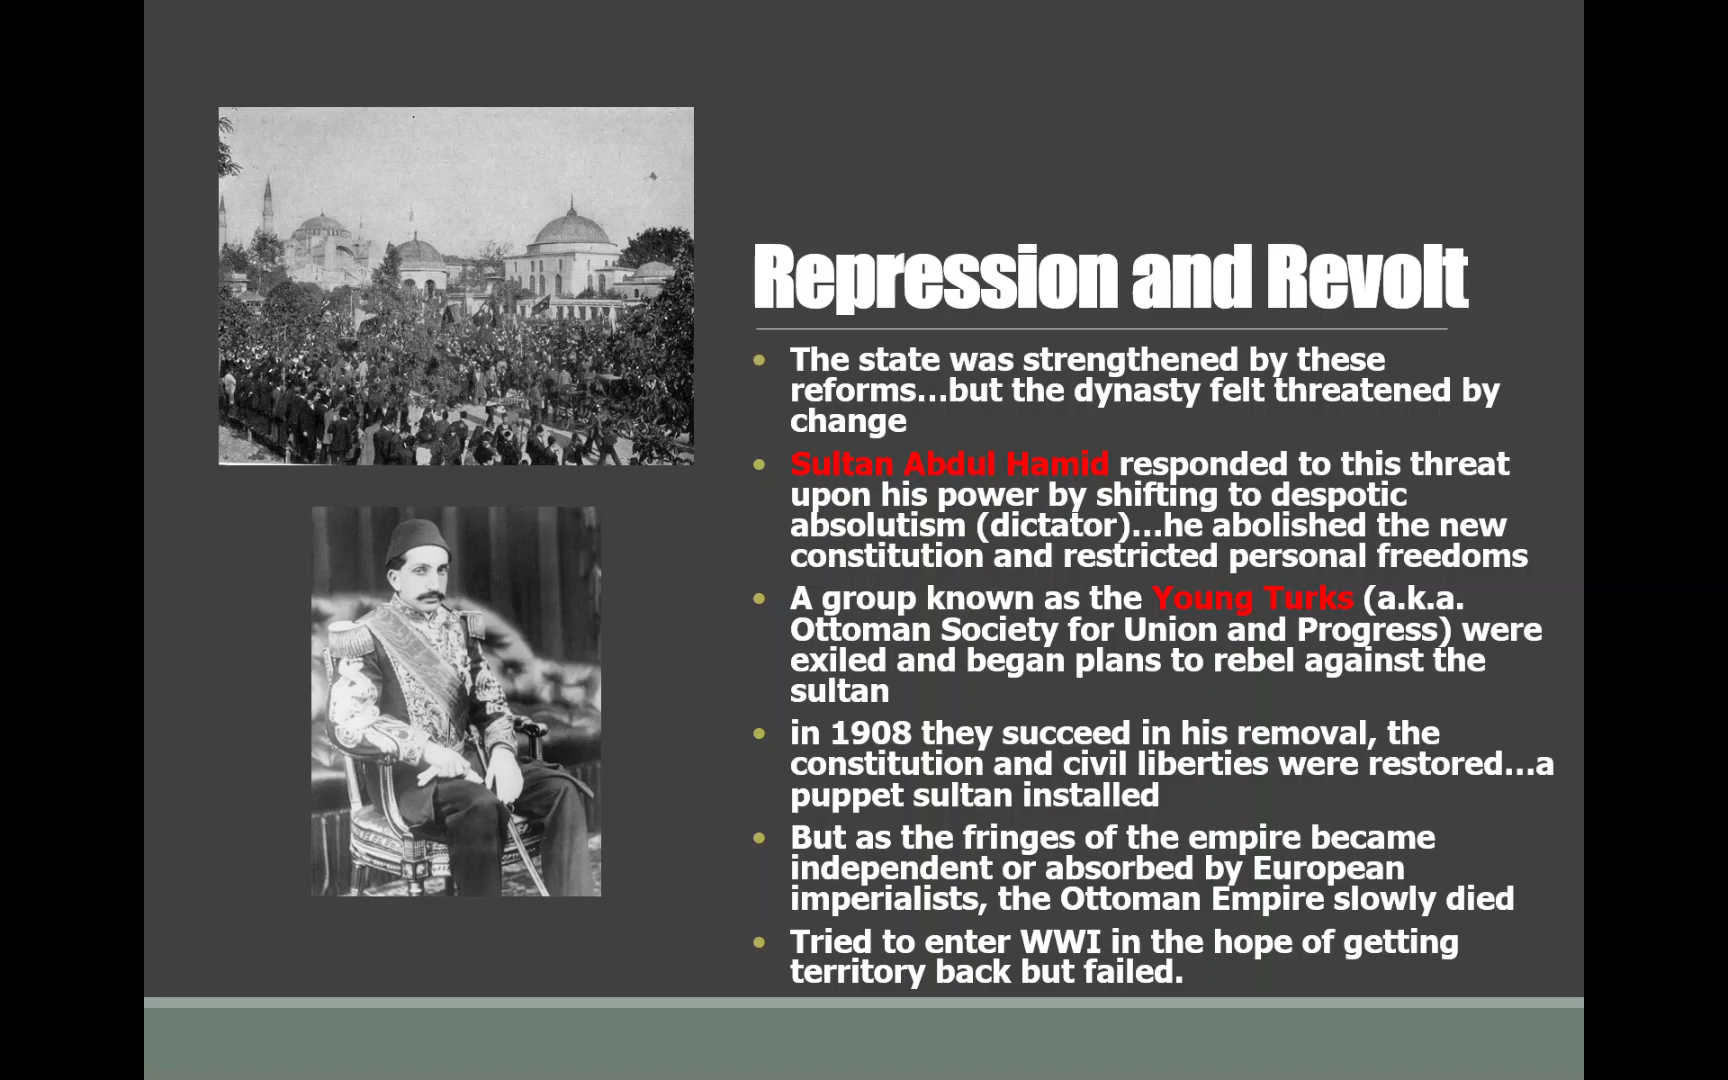 Repression and Revolt
• The state was strengthened by these
reforms...but the dynasty felt threatened by
change
• Sultan Abdul Hamid responded to this threat
upon his power by shifting to despotic
absolutism (dictator)...he abolished the new
constitution and restricted personal freedoms
• A group known as the Young Turks (a.k.a.
Ottoman Society for Union and Progress) were
exiled and began plans to rebel against the
sultan
• in 1908 they succeed in his removal, the
constitution and civil liberties were restored...a
puppet sultan installed
• But as the fringes of the empire became
independent or absorbed by European
imperialists, the Ottoman Empire slowly died
• Tried to enter WWI in the hope of getting
territory back but failed.